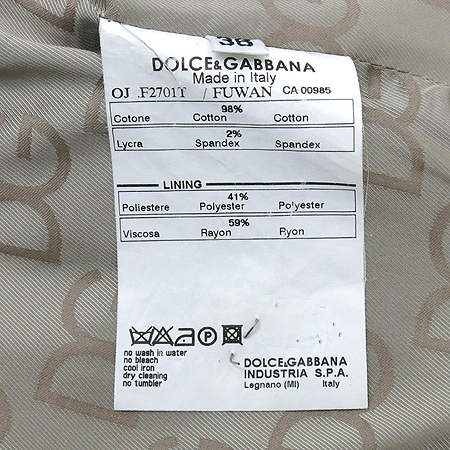 38
DOLCE&GABBANA
Made in Italy
OJ .F2701T / FUWAN CA 00985
98%
Cotone Cotton Cotton
2%
Lycra Spandex Spandex
LINING
41%
Poliestere Polyester Polyester
59%
Viscosa Rayon Ryon
A P
no wash in water
no bleach
cool iron
dry cleaning
no tumbler
DOLCE&GABBANA
INDUSTRIA S.P.A.
Legnano (MI) Italy